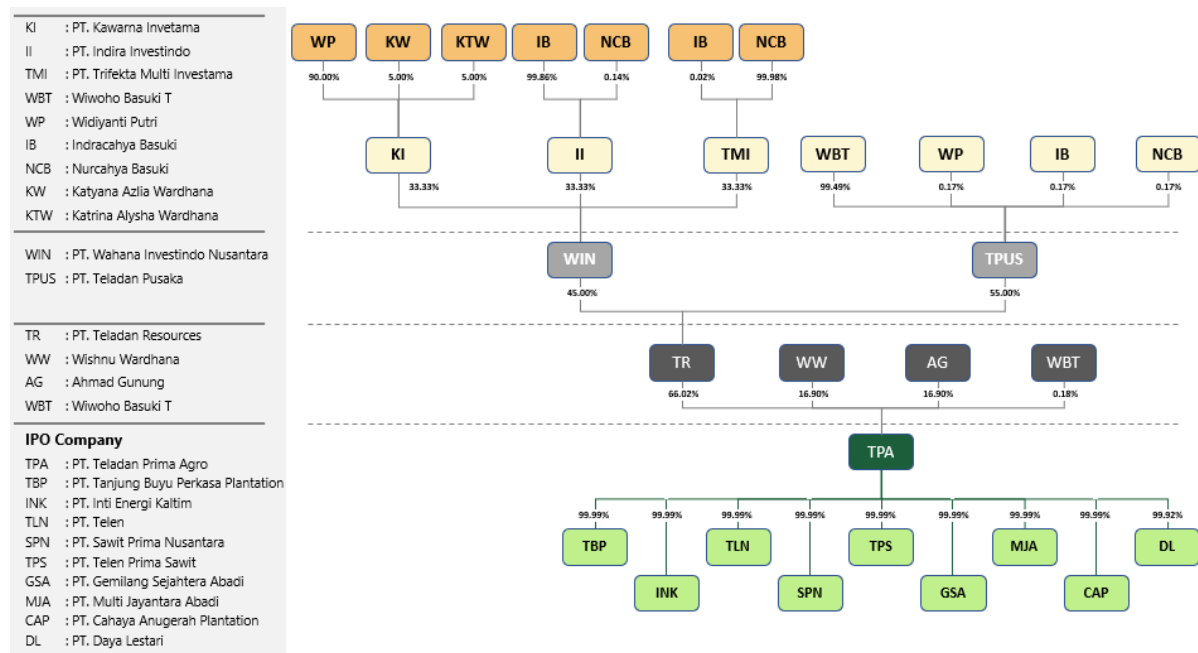 KI : PT. Kawarna Invetama
II : PT. Indira Investindo
TMI : PT. Trifekta Multi Investama
WBT : Wiwoho Basuki T
WP : Widiyanti Putri
IB : Indracahya Basuki
NCB : Nurcahya Basuki
KW : Katyana Azlia Wardhana
KTW : Katrina Alysha Wardhana
WIN : PT. Wahana Investindo Nusantara
TPUS : PT. Teladan Pusaka
TR : PT. Teladan Resources
WW : Wishnu Wardhana
AG : Ahmad Gunung
WBT : Wiwoho Basuki T
IPO Company
TPA : PT. Teladan Prima Agro
TBP : PT. Tanjung Buyu Perkasa Plantation
INK : PT. Inti Energi Kaltim
TLN : PT. Telen
SPN : PT. Sawit Prima Nusantara
TPS : PT. Telen Prima Sawit
GSA : PT. Gemilang Sejahtera Abadi
MJA : PT. Multi Jayantara Abadi
CAP : PT. Cahaya Anugerah Plantation
DL : PT. Daya Lestari
WP KW KTW IB NCB IB NCB
90.00% 5.00% 5.00% 99.86% 0.14% 0.02% 99.98%
KI II TMI WBT WP IB NCB
33.33% 33.33% 33.33% 99.49% 0.17% 0.17% 0.17%
WIN TPUS
45.00% 55.00%
TR WW AG WBT
66.02% 16.90% 16.90% 0.18%
TPA
99.99% 99.99% 99.99% 99.99% 99.99% 99.99% 99.99% 99.99% 99.92%
TBP TLN TPS MJA DL
INK SPN GSA CAP